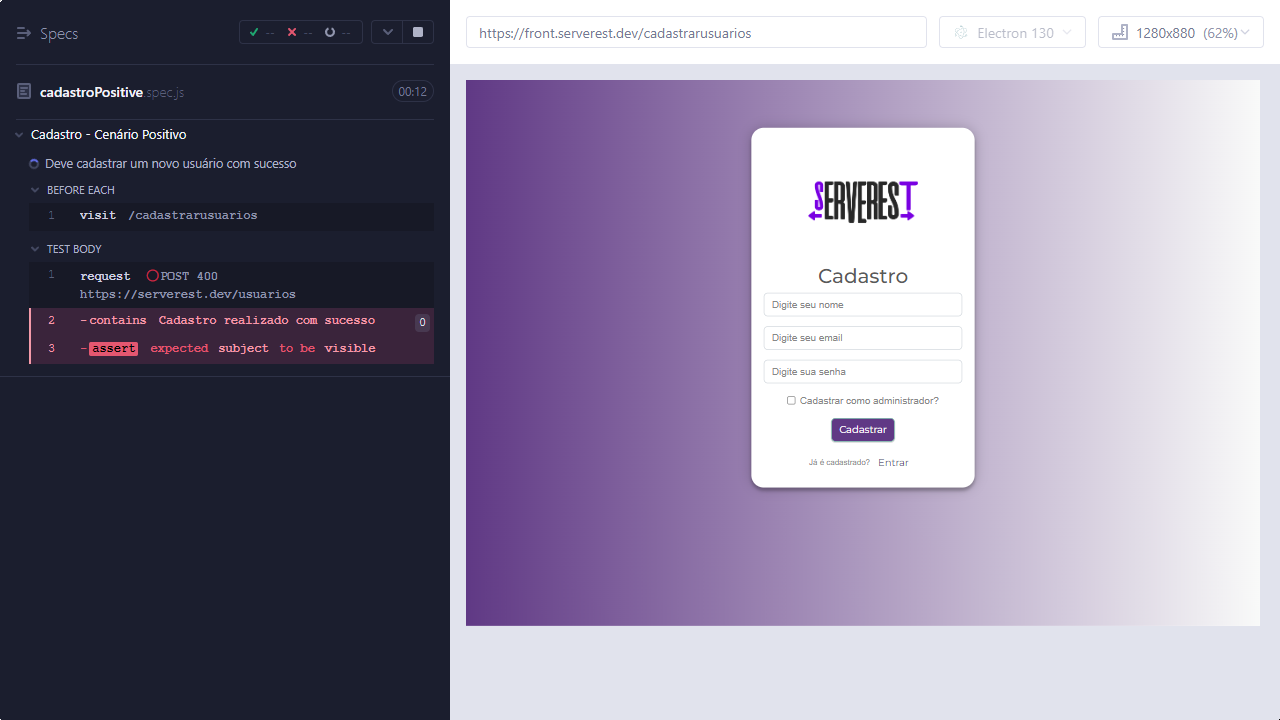 Specs
-- -- --
cadastroPositive.spec.js 00:12
Cadastro - Cenário Positivo
Deve cadastrar um novo usuário com sucesso
BEFORE EACH
1 visit /cadastrarusuarios
TEST BODY
1 request POST 400
https://serverest.dev/usuarios
2 -contains Cadastro realizado com sucesso 0
3 -assert expected subject to be visible
https://front.serverest.dev/cadastrarusuarios
Electron 130
1280x880 (62%)
SERVEREST
Cadastro
Digite seu nome
Digite seu email
Digite sua senha
Cadastrar como administrador?
Cadastrar
Já é cadastrado? Entrar